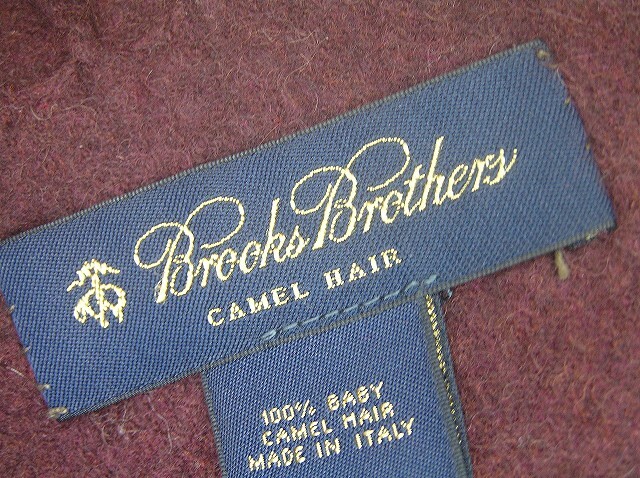 Brooks Brothers
CAMEL HAIR
100% BABY
CAMEL HAIR
MADE IN ITALY